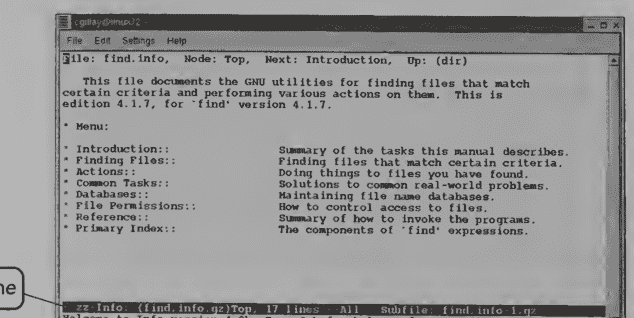 File Edit Settings Help
File: find.info, Node: Top, Next: Introduction, Up: (dir)
This file documents the GNU utilities for finding files that match
certain criteria and performing various actions on them. This is
edition 4.1.7, for `find' version 4.1.7.
* Menu:
* Introduction:: Summary of the tasks this manual describes.
* Finding Files:: Finding files that match certain criteria.
* Actions:: Doing things to files you have found.
* Common Tasks:: Solutions to common real-world problems.
* Databases:: Maintaining file name databases.
* File Permissions:: How to control access to files.
* Reference:: Summary of how to invoke the programs.
* Primary Index:: The components of `find' expressions.
ne
zz-Info: (find.info.gz)Top, 17 lines --All Subfile: find.info-1.gz